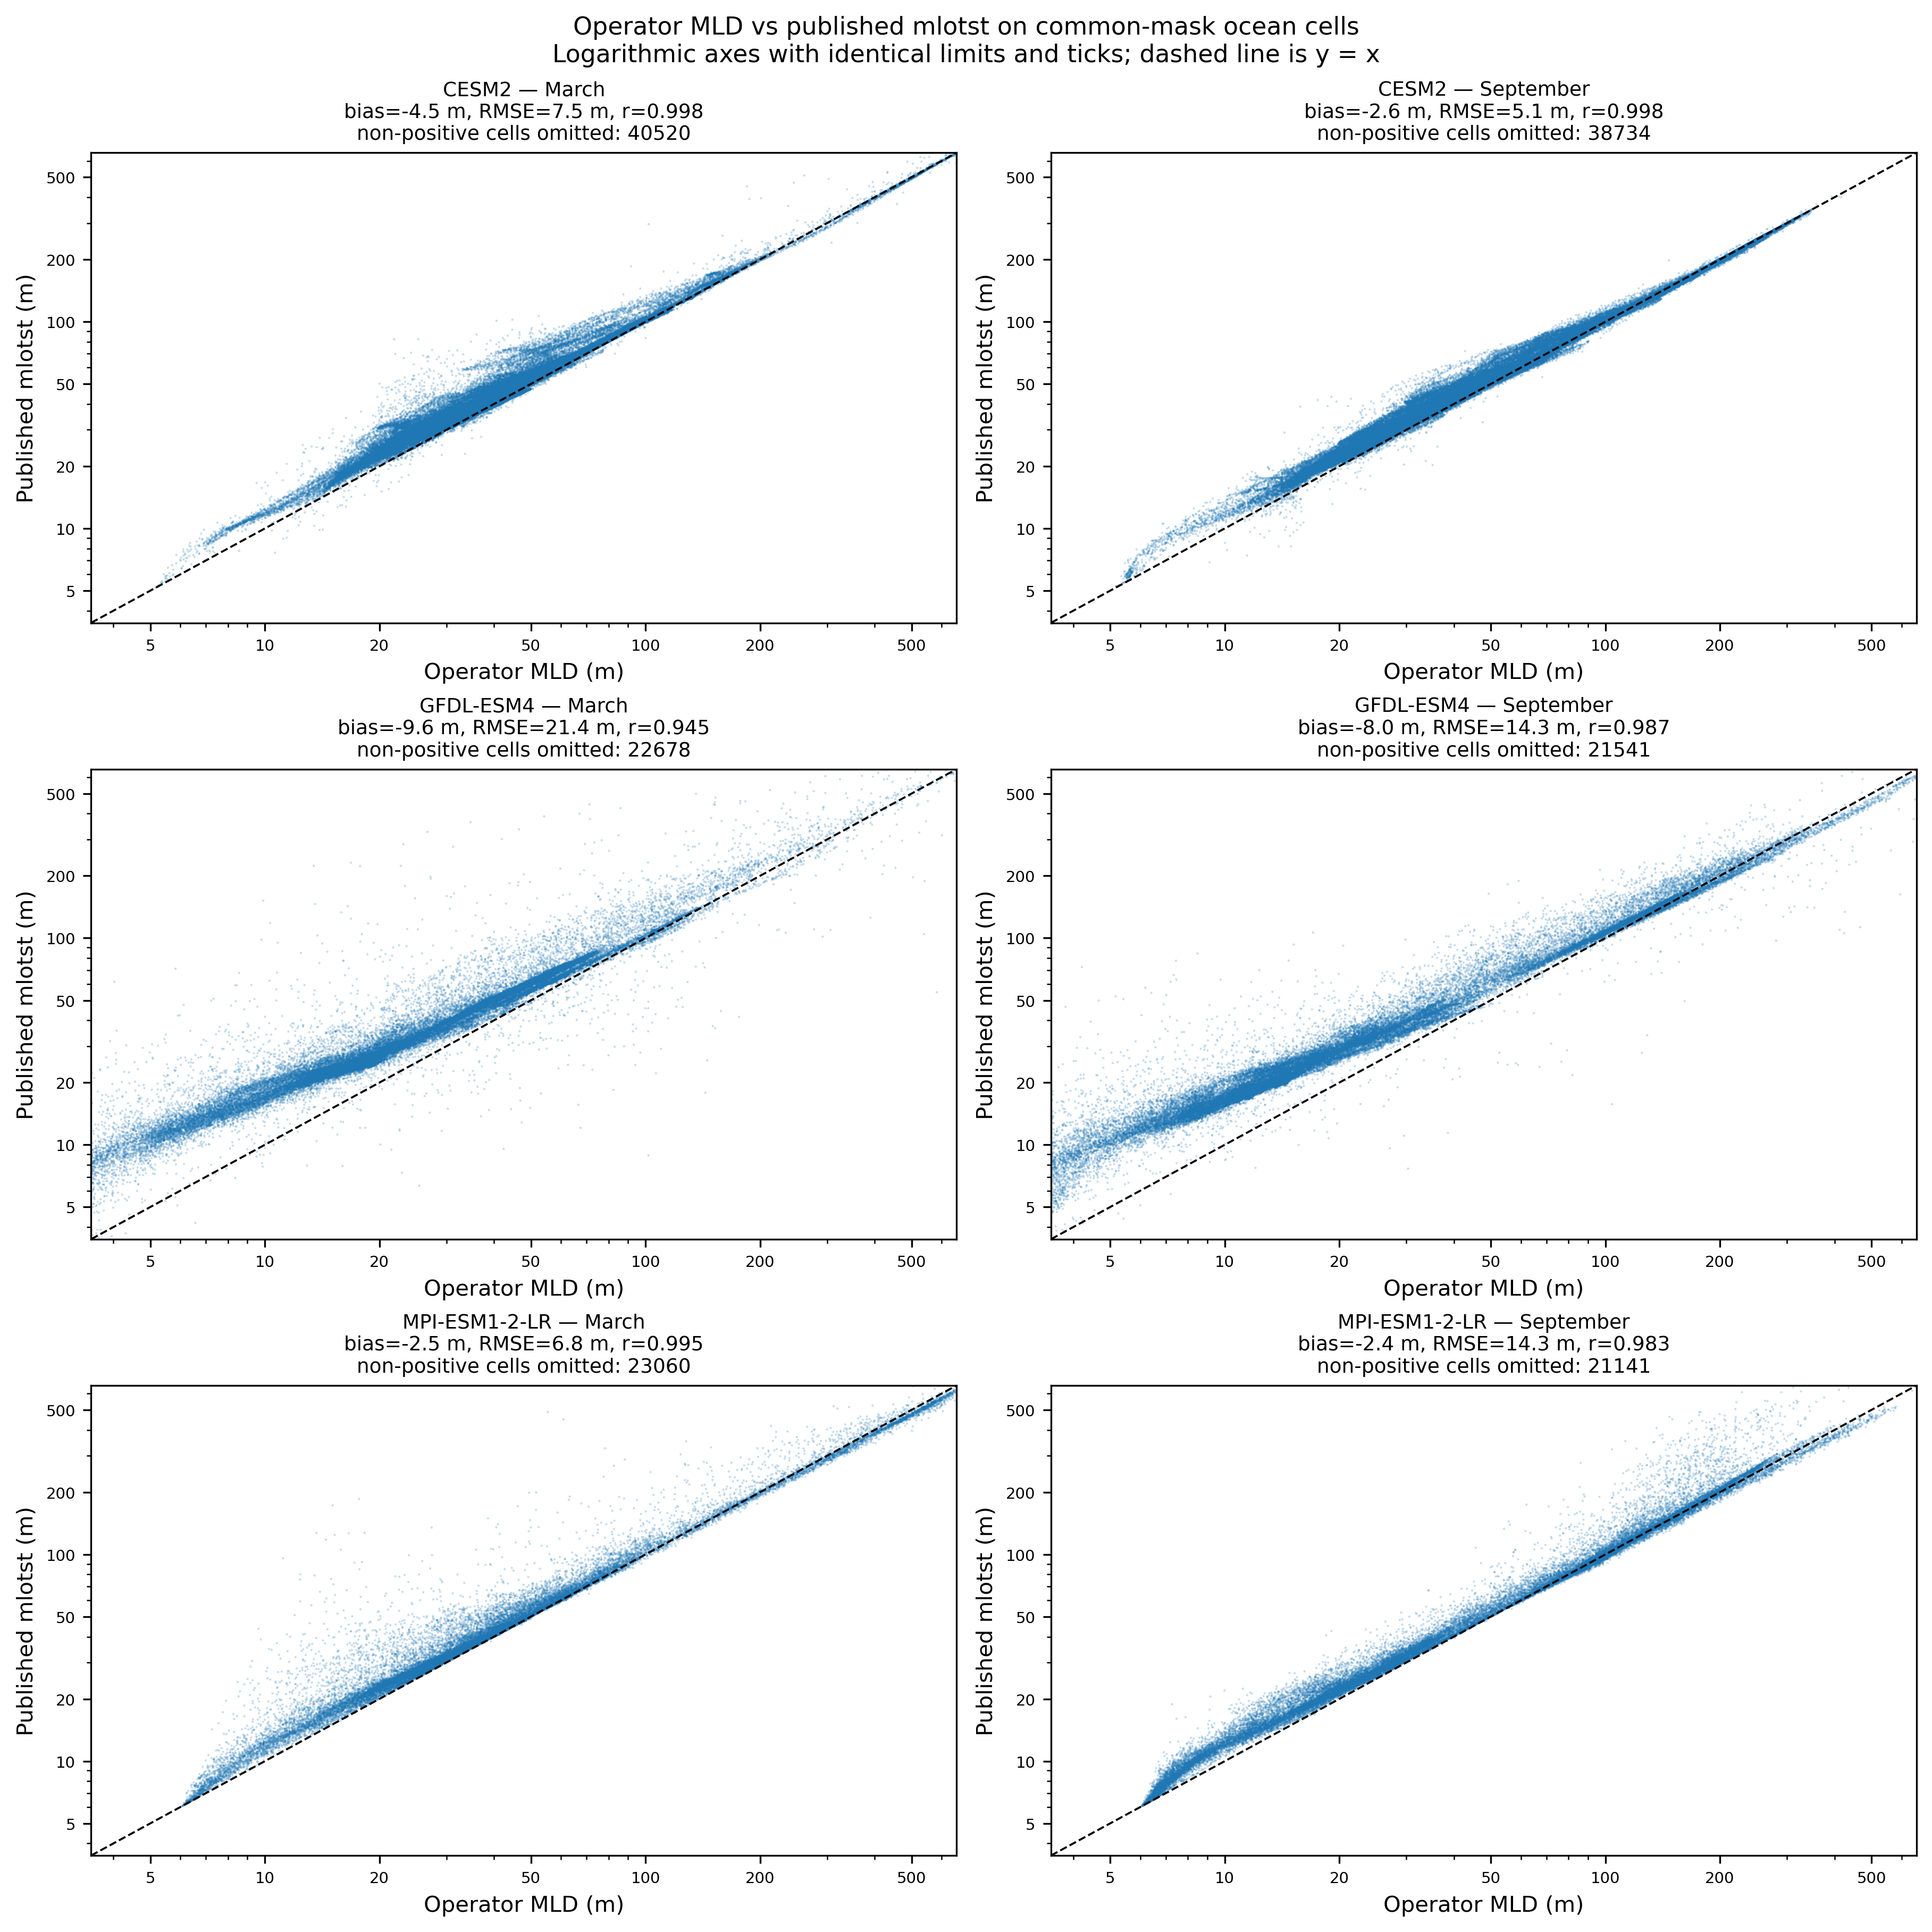 Operator MLD vs published mlotst on common-mask ocean cells
Logarithmic axes with identical limits and ticks; dashed line is y = x
CESM2 — March
bias=-4.5 m, RMSE=7.5 m, r=0.998
non-positive cells omitted: 40520
Published mlotst (m)
500
200
100
50
20
10
5
5 10 20 50 100 200 500
Operator MLD (m)
CESM2 — September
bias=-2.6 m, RMSE=5.1 m, r=0.998
non-positive cells omitted: 38734
Published mlotst (m)
500
200
100
50
20
10
5
5 10 20 50 100 200 500
Operator MLD (m)
GFDL-ESM4 — March
bias=-9.6 m, RMSE=21.4 m, r=0.945
non-positive cells omitted: 22678
Published mlotst (m)
500
200
100
50
20
10
5
5 10 20 50 100 200 500
Operator MLD (m)
GFDL-ESM4 — September
bias=-8.0 m, RMSE=14.3 m, r=0.987
non-positive cells omitted: 21541
Published mlotst (m)
500
200
100
50
20
10
5
5 10 20 50 100 200 500
Operator MLD (m)
MPI-ESM1-2-LR — March
bias=-2.5 m, RMSE=6.8 m, r=0.995
non-positive cells omitted: 23060
Published mlotst (m)
500
200
100
50
20
10
5
5 10 20 50 100 200 500
Operator MLD (m)
MPI-ESM1-2-LR — September
bias=-2.4 m, RMSE=14.3 m, r=0.983
non-positive cells omitted: 21141
Published mlotst (m)
500
200
100
50
20
10
5
5 10 20 50 100 200 500
Operator MLD (m)